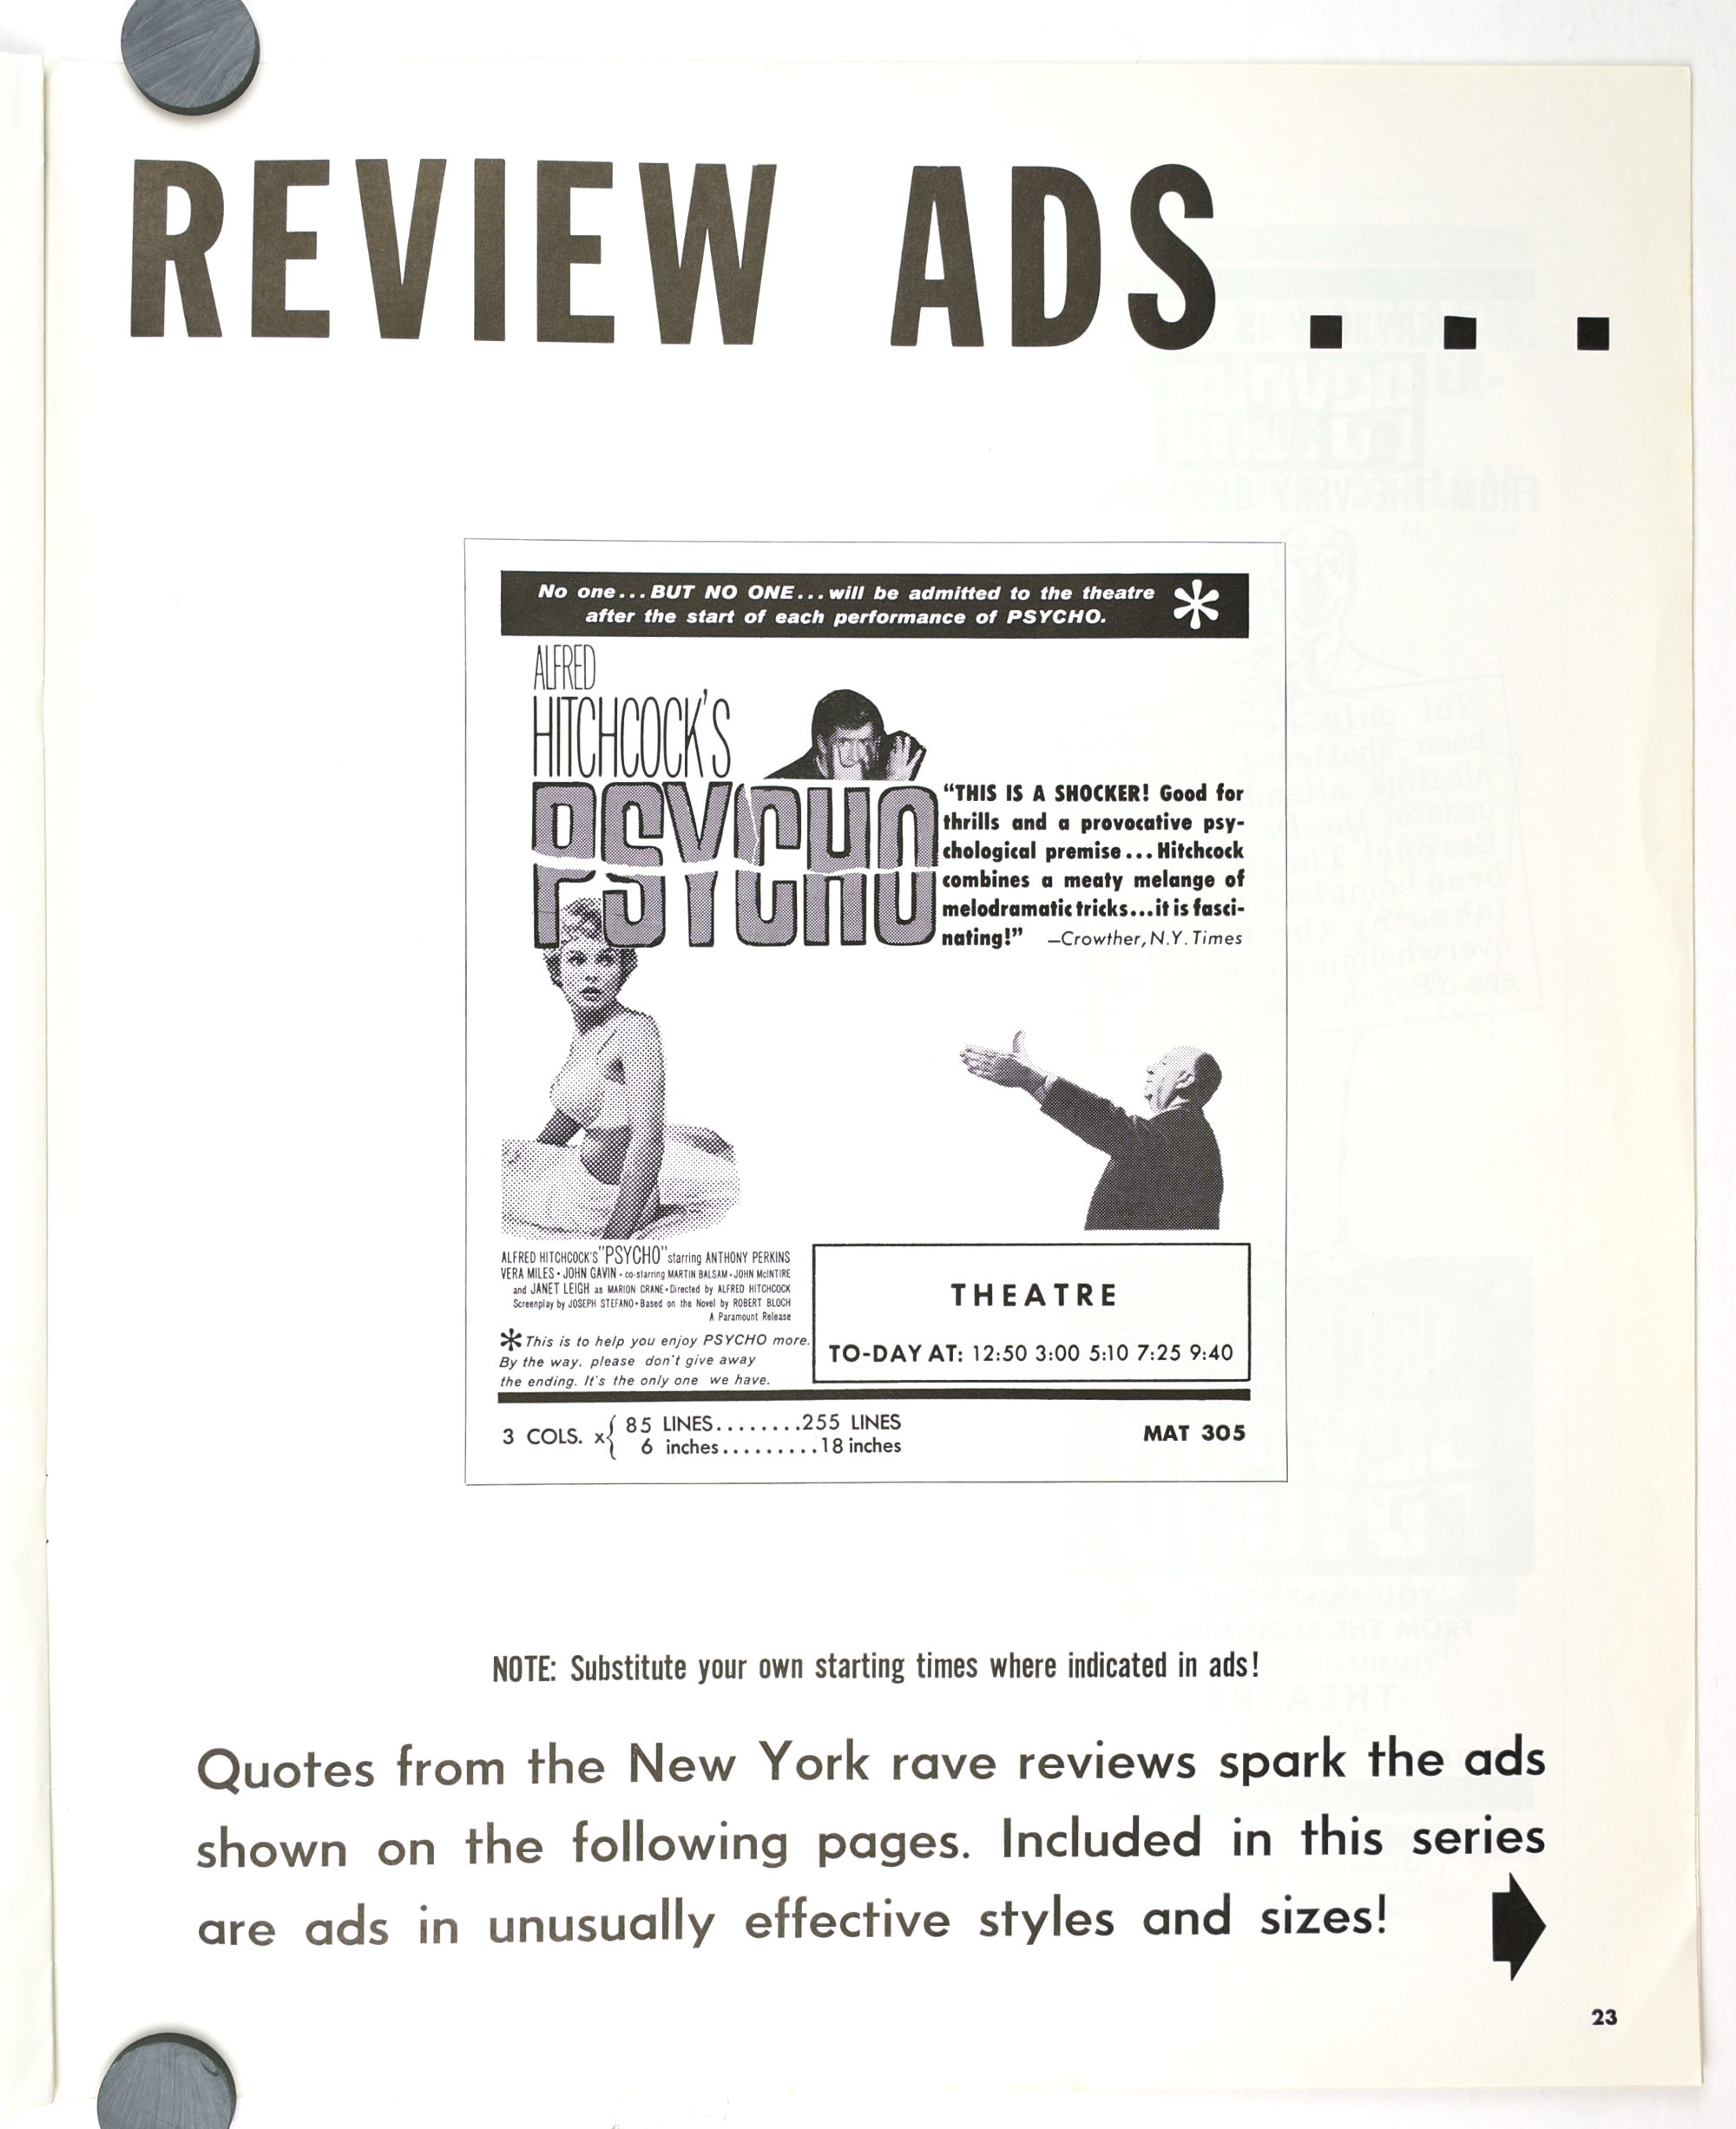 REVIEW ADS . . .
No one...BUT NO ONE...will be admitted to the theatre
after the start of each performance of PSYCHO.
*
ALFRED
HITCHCOCK'S
PSYCHO
"THIS IS A SHOCKER! Good for
thrills and a provocative psy-
chological premise...Hitchcock
combines a meaty melange of
melodramatic tricks...it is fasci-
nating!" —Crowther, N.Y. Times
ALFRED HITCHCOCK'S "PSYCHO" starring ANTHONY PERKINS
VERA MILES • JOHN GAVIN • co-starring MARTIN BALSAM • JOHN McINTIRE
and JANET LEIGH as MARION CRANE • Directed by ALFRED HITCHCOCK
Screenplay by JOSEPH STEFANO • Based on the Novel by ROBERT BLOCH
A Paramount Release
* This is to help you enjoy PSYCHO more.
By the way, please don't give away
the ending. It's the only one we have.
THEATRE
TO-DAY AT: 12:50 3:00 5:10 7:25 9:40
3 COLS. x { 85 LINES........255 LINES
6 inches.........18 inches
MAT 305
NOTE: Substitute your own starting times where indicated in ads!
Quotes from the New York rave reviews spark the ads
shown on the following pages. Included in this series
are ads in unusually effective styles and sizes!
23